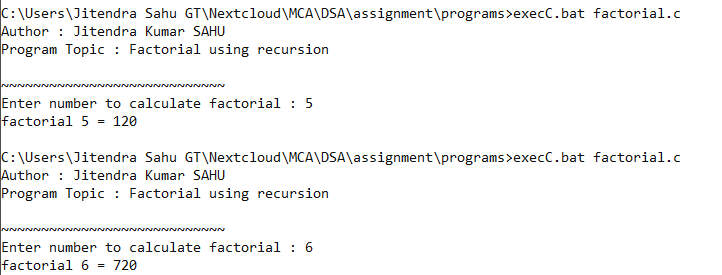 C:\Users\Jitendra Sahu GT\Nextcloud\MCA\DSA\assignment\programs>execC.bat factorial.c
Author : Jitendra Kumar SAHU
Program Topic : Factorial using recursion
~~~~~~~~~~~~~~~~~~~~~~~~~~~~
Enter number to calculate factorial : 5
factorial 5 = 120
C:\Users\Jitendra Sahu GT\Nextcloud\MCA\DSA\assignment\programs>execC.bat factorial.c
Author : Jitendra Kumar SAHU
Program Topic : Factorial using recursion
~~~~~~~~~~~~~~~~~~~~~~~~~~~~
Enter number to calculate factorial : 6
factorial 6 = 720